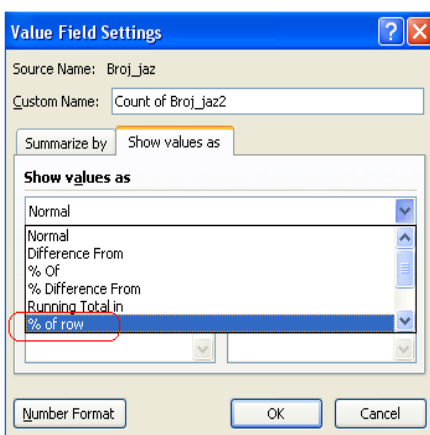 Value Field Settings
Source Name: Broj_jaz
Custom Name: Count of Broj_jaz2
Summarize by Show values as
Show values as
Normal
Normal
Difference From
% Of
% Difference From
Running Total in
% of row
Number Format OK Cancel